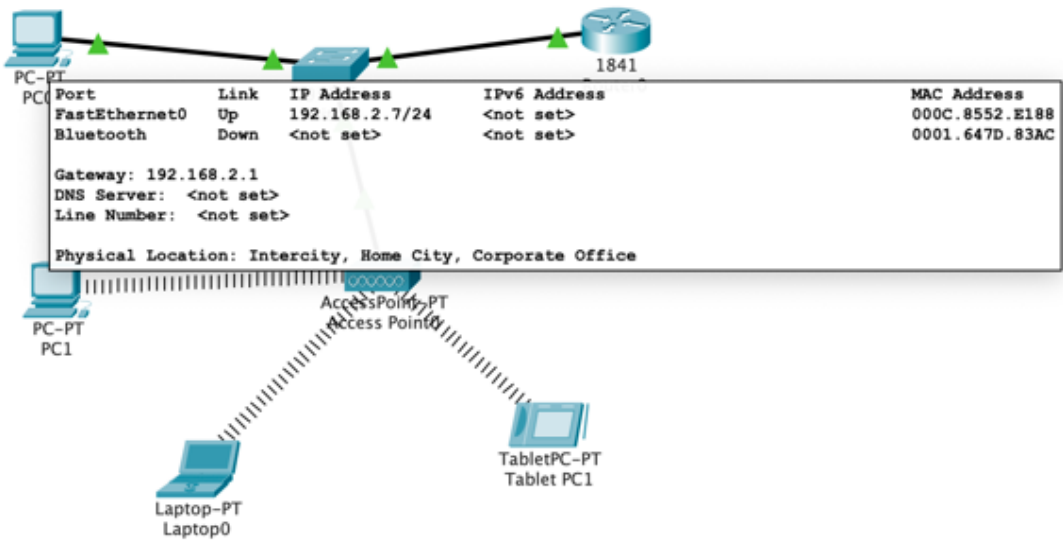 1841
PC-PT
Port Link IP Address IPv6 Address MAC Address
FastEthernet0 Up 192.168.2.7/24 <not set> 000C.8552.E188
Bluetooth Down <not set> <not set> 0001.647D.83AC
Gateway: 192.168.2.1
DNS Server: <not set>
Line Number: <not set>
Physical Location: Intercity, Home City, Corporate Office
AccessPoint-PT
Access Point0
PC-PT
PC1
TabletPC-PT
Tablet PC1
Laptop-PT
Laptop0